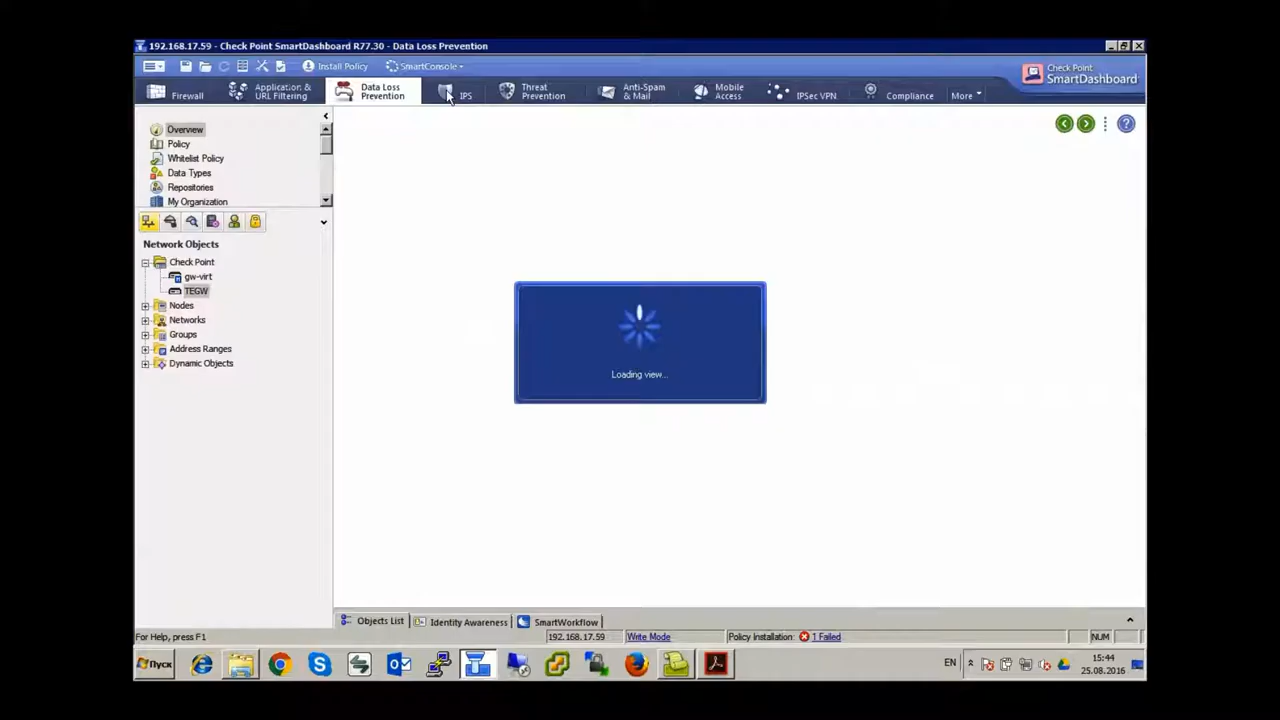 192.168.17.59 - Check Point SmartDashboard R77.30 - Data Loss Prevention
Install Policy
SmartConsole
Check Point
SmartDashboard
Firewall
Application &
URL Filtering
Data Loss
Prevention
IPS
Threat
Prevention
Anti-Spam
& Mail
Mobile
Access
IPSec VPN
Compliance
More
Overview
Policy
Whitelist Policy
Data Types
Repositories
My Organization
Network Objects
Check Point
gw-virt
TEGW
Nodes
Networks
Groups
Address Ranges
Dynamic Objects
Loading view...
Objects List
Identity Awareness
SmartWorkflow
For Help, press F1
192.168.17.59
Write Mode
Policy Installation:
1 Failed
NUM
Пуск
EN
15:44
25.08.2016